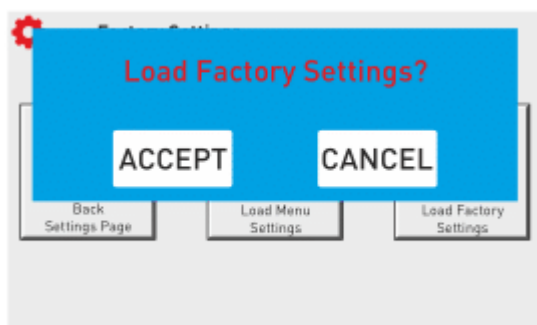 Load Factory Settings?
ACCEPT
CANCEL
Back
Settings Page
Load Menu
Settings
Load Factory
Settings